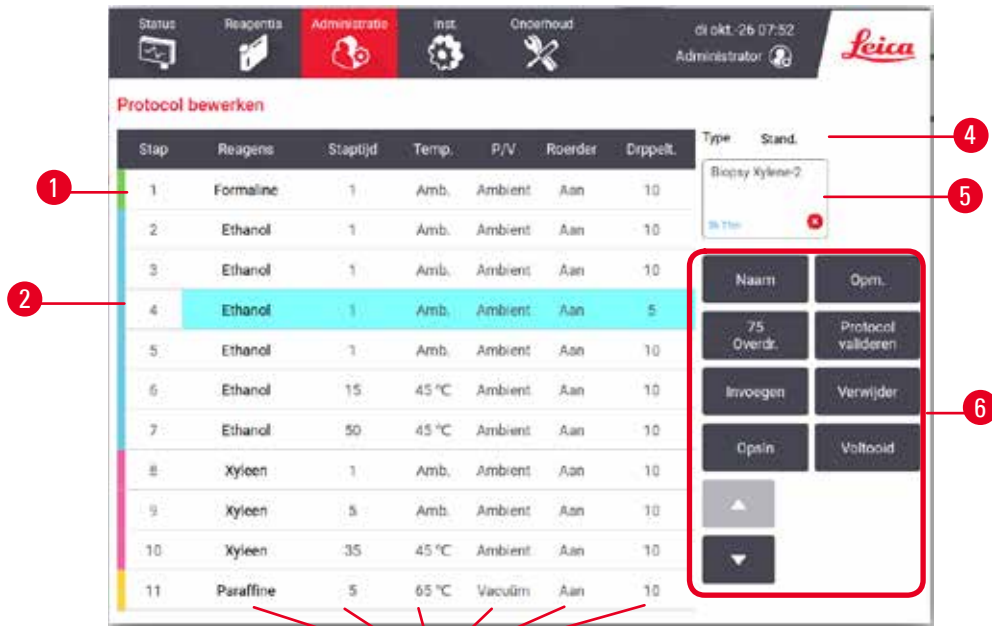 Status Reagentia Administratie Inst. Onderhoud di okt.-26 07:52
Administrator
Leica
Protocol bewerken
Stap Reagens Staptijd Temp. P/V Roerder Drppelt.
Type Stand.
4
1
1 Formaline 1 Amb. Ambient Aan 10
Biopsy Xylene-2
5
2 Ethanol 1 Amb. Ambient Aan 10
3 Ethanol 1 Amb. Ambient Aan 10
Naam Opm.
2
4 Ethanol 1 Amb. Ambient Aan 5
75 Overdr.
Protocol valideren
5 Ethanol 1 Amb. Ambient Aan 10
6 Ethanol 15 45 °C Ambient Aan 10
Invoegen Verwijder
6
7 Ethanol 50 45 °C Ambient Aan 10
Opsln Voltooid
8 Xyleen 1 Amb. Ambient Aan 10
9 Xyleen 5 Amb. Ambient Aan 10
10 Xyleen 35 45 °C Ambient Aan 10
11 Paraffine 5 65 °C Vacuüm Aan 10